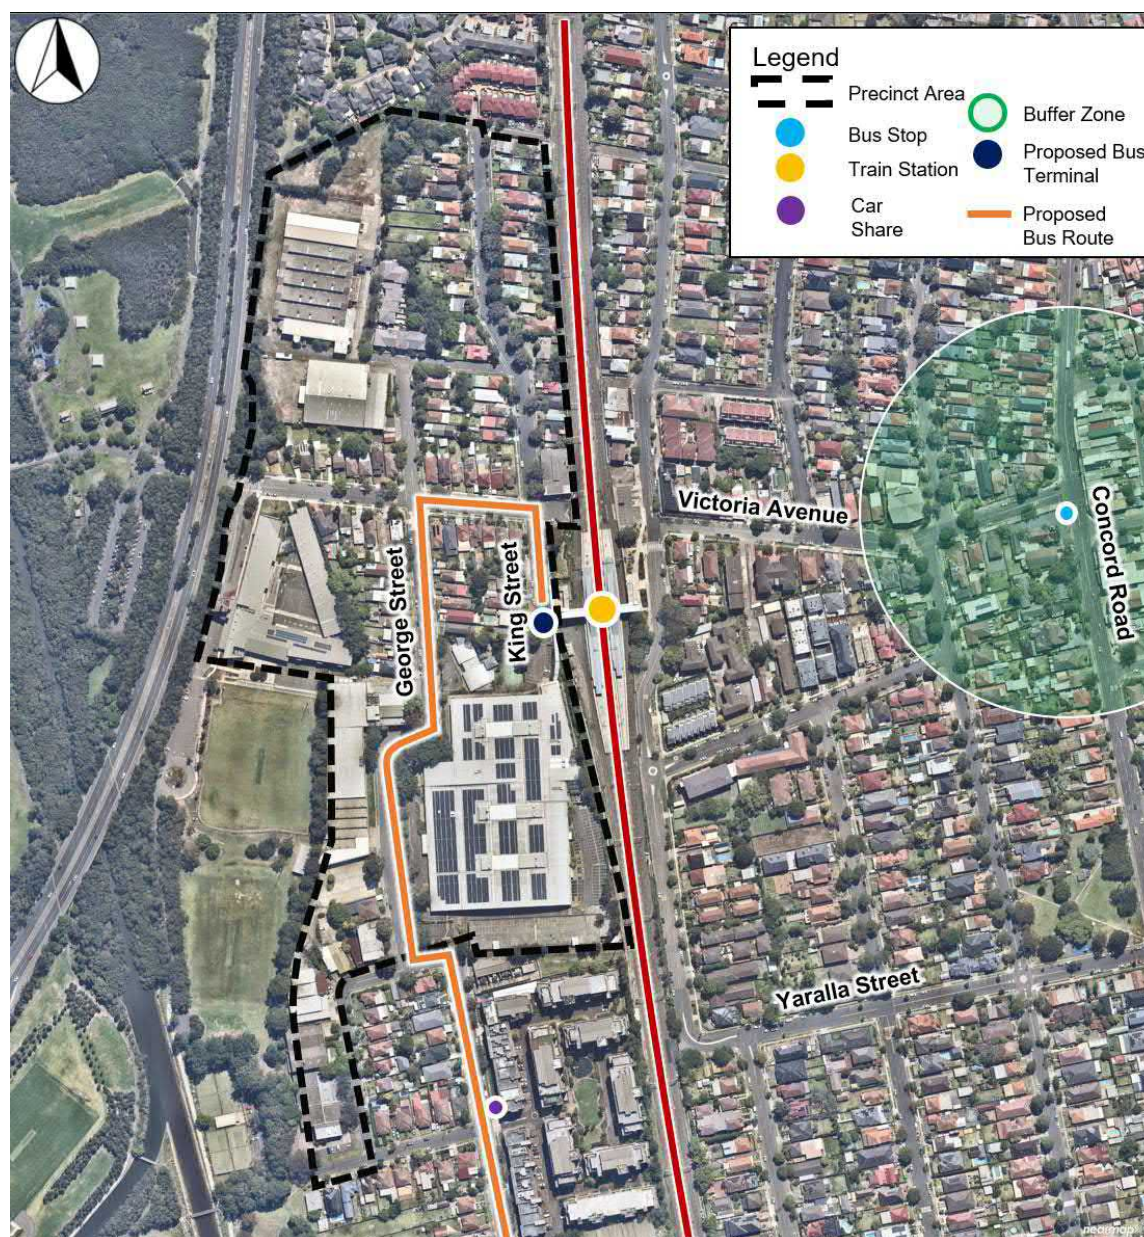 Legend
Precinct Area
Bus Stop
Train Station
Car
Share
Buffer Zone
Proposed Bus
Terminal
Proposed
Bus Route
Victoria Avenue
Concord Road
George Street
King Street
Yaralla Street
nearmap